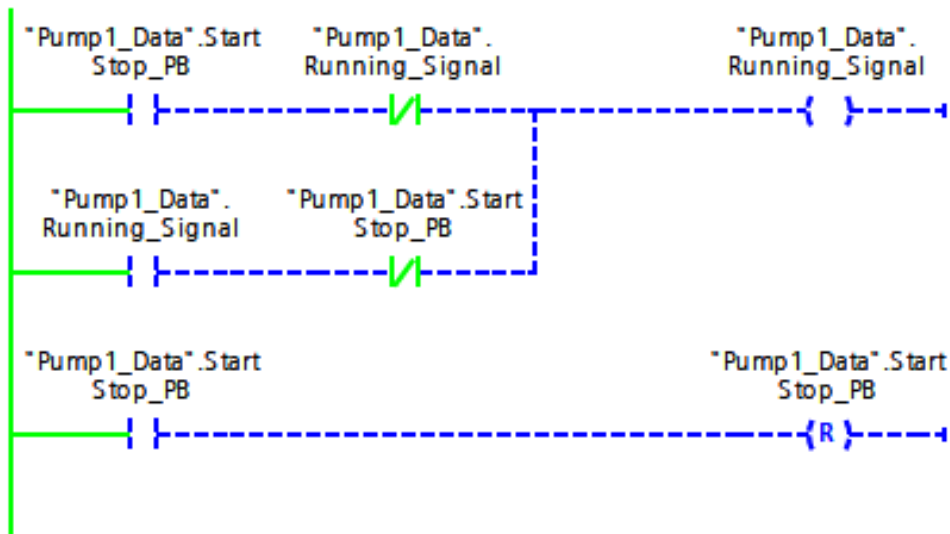 "Pump1_Data".Start
Stop_PB
"Pump1_Data".
Running_Signal
"Pump1_Data".
Running_Signal
"Pump1_Data".
Running_Signal
"Pump1_Data".Start
Stop_PB
"Pump1_Data".Start
Stop_PB
"Pump1_Data".Start
Stop_PB
R